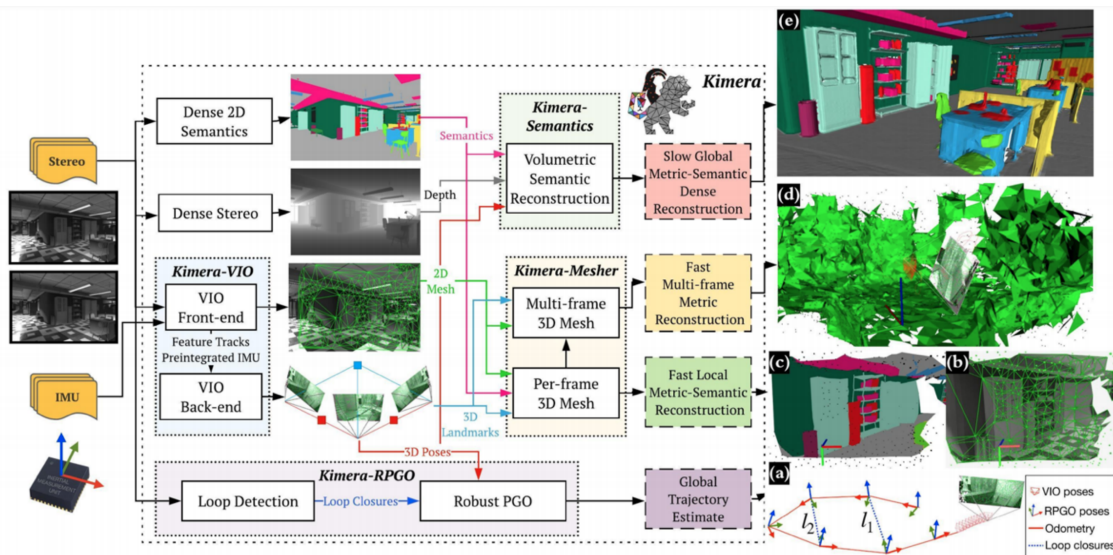 Stereo
IMU
INERTIAL
MEASUREMENT
UNIT
Kimera
Dense 2D
Semantics
Dense Stereo
Kimera-VIO
VIO
Front-end
Feature Tracks
Preintegrated IMU
VIO
Back-end
Semantics
Depth
2D
Mesh
3D
Landmarks
3D Poses
Kimera-
Semantics
Volumetric
Semantic
Reconstruction
Kimera-Mesher
Multi-frame
3D Mesh
Per-frame
3D Mesh
Kimera-RPGO
Loop Detection
Loop Closures
Robust PGO
Slow Global
Metric-Semantic
Dense
Reconstruction
Fast
Multi-frame
Metric
Reconstruction
Fast Local
Metric-Semantic
Reconstruction
Global
Trajectory
Estimate
(e)
(d)
(c)
(b)
(a)
l2
l1
VIO poses
RPGO poses
Odometry
Loop closures